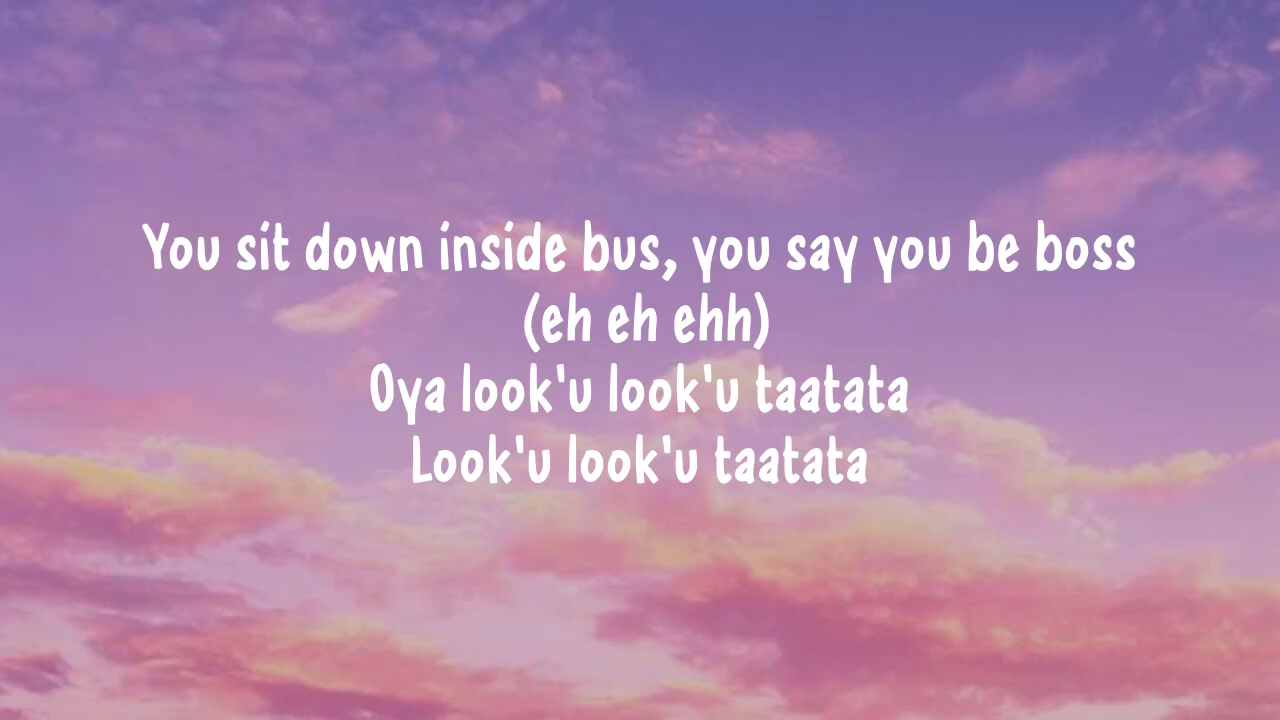 You sit down inside bus, you say you be boss
(eh eh ehh)
Oya look'u look'u taatata
Look'u look'u taatata